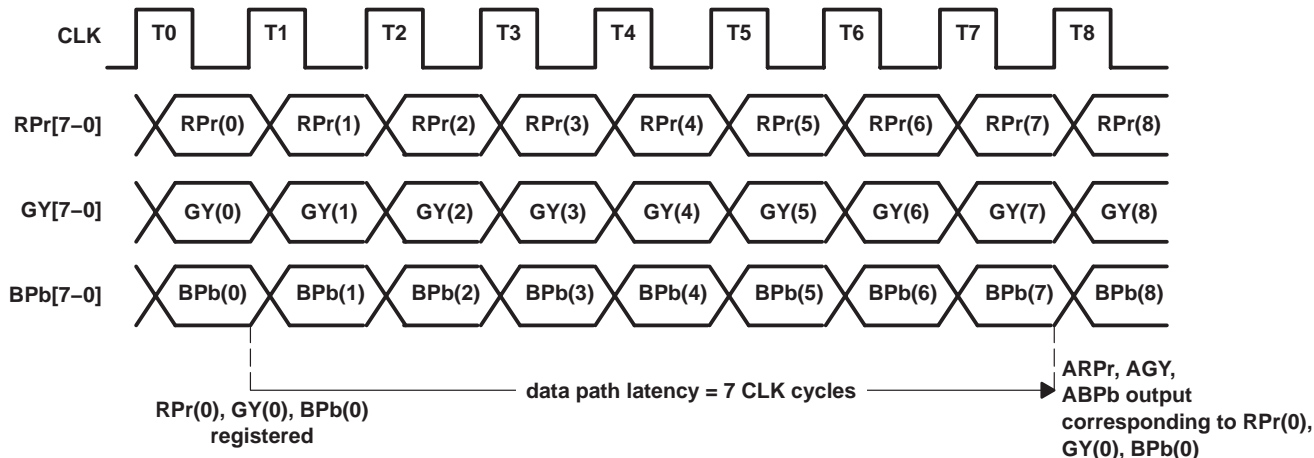 CLK T0 T1 T2 T3 T4 T5 T6 T7 T8
RPr[7–0] RPr(0) RPr(1) RPr(2) RPr(3) RPr(4) RPr(5) RPr(6) RPr(7) RPr(8)
GY[7–0] GY(0) GY(1) GY(2) GY(3) GY(4) GY(5) GY(6) GY(7) GY(8)
BPb[7–0] BPb(0) BPb(1) BPb(2) BPb(3) BPb(4) BPb(5) BPb(6) BPb(7) BPb(8)
data path latency = 7 CLK cycles
RPr(0), GY(0), BPb(0)
registered
ARPr, AGY,
ABPb output
corresponding to RPr(0),
GY(0), BPb(0)